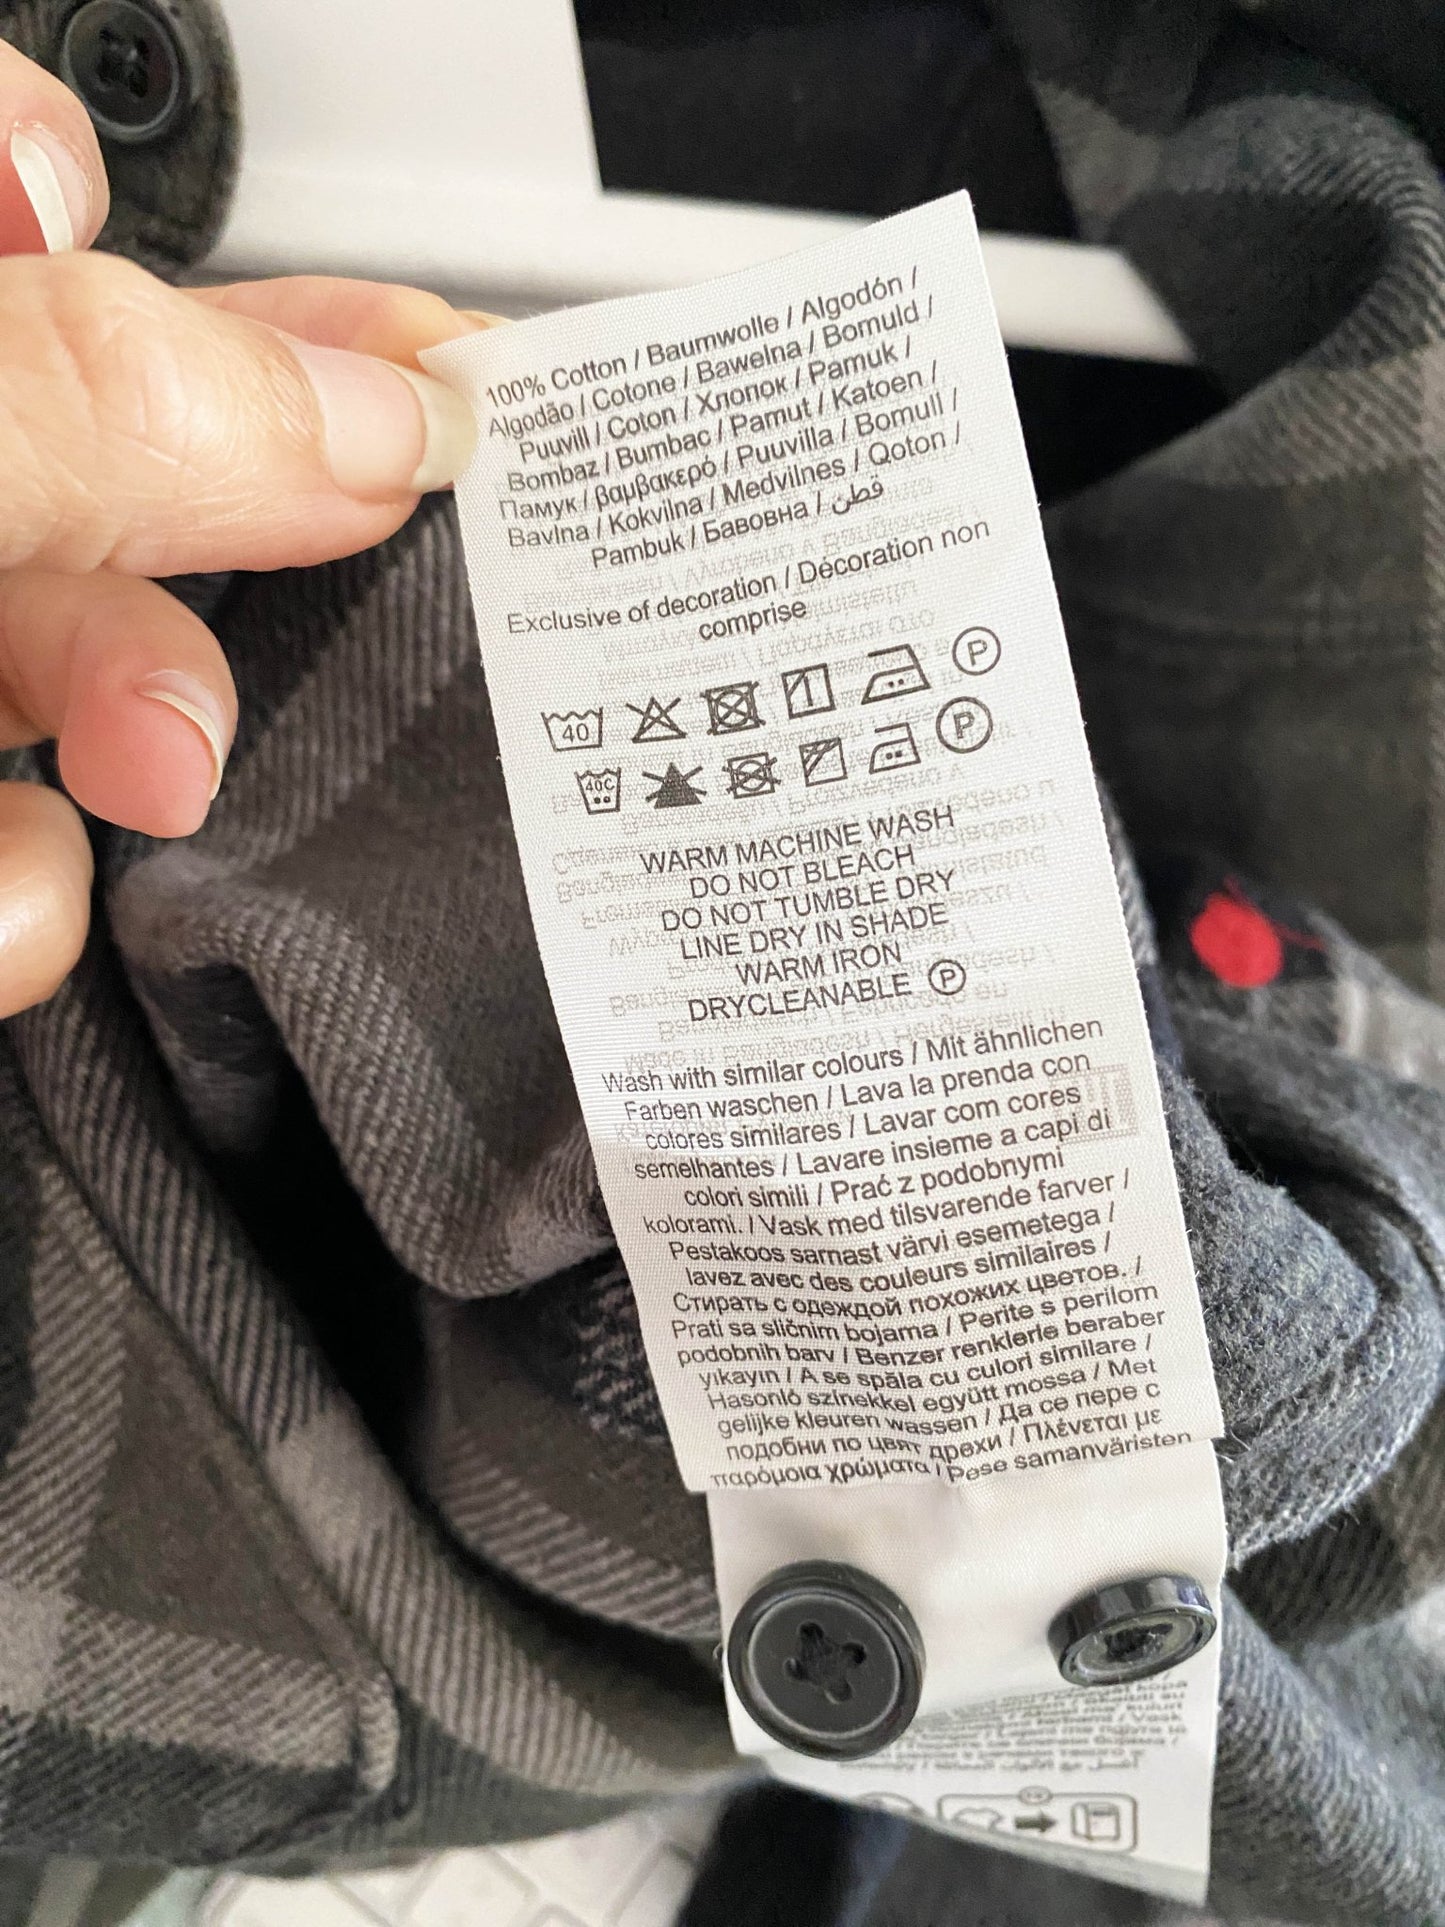 100% Cotton / Baumwolle / Algodón /
Algodão / Cotone / Bawełna / Bomuld /
Puuvill / Coton / Хлопок / Pamuk /
Bombaz / Bumbac / Pamut / Katoen /
Памук / βαμβακερό / Puuvilla / Bomull /
Bavlna / Kokvilna / Medvilnes / Qoton /
Pambuk / Бавовна / قطن
Exclusive of decoration / Décoration non
comprise
40 1 P
40C P
WARM MACHINE WASH
DO NOT BLEACH
DO NOT TUMBLE DRY
LINE DRY IN SHADE
WARM IRON
DRYCLEANABLE P
Wash with similar colours / Mit ähnlichen
Farben waschen / Lava la prenda con
colores similares / Lavar com cores
semelhantes / Lavare insieme a capi di
colori simili / Prać z podobnymi
kolorami. / Vask med tilsvarende farver /
Pestakoos samast värvi esemetega /
lavez avec des couleurs similaires /
Стирать с одеждой похожих цветов. /
Prati sa sličnim bojama / Perite s perilom
podobnih barv / Benzer renklerle beraber
yıkayın / A se spăla cu culori similare /
Hasonló színekkel együtt mossa / Met
gelijke kleuren wassen / Да се пере с
подобни по цвят дрехи / Πλένεται με
παρόμοια χρώματα / Pese samanväristen